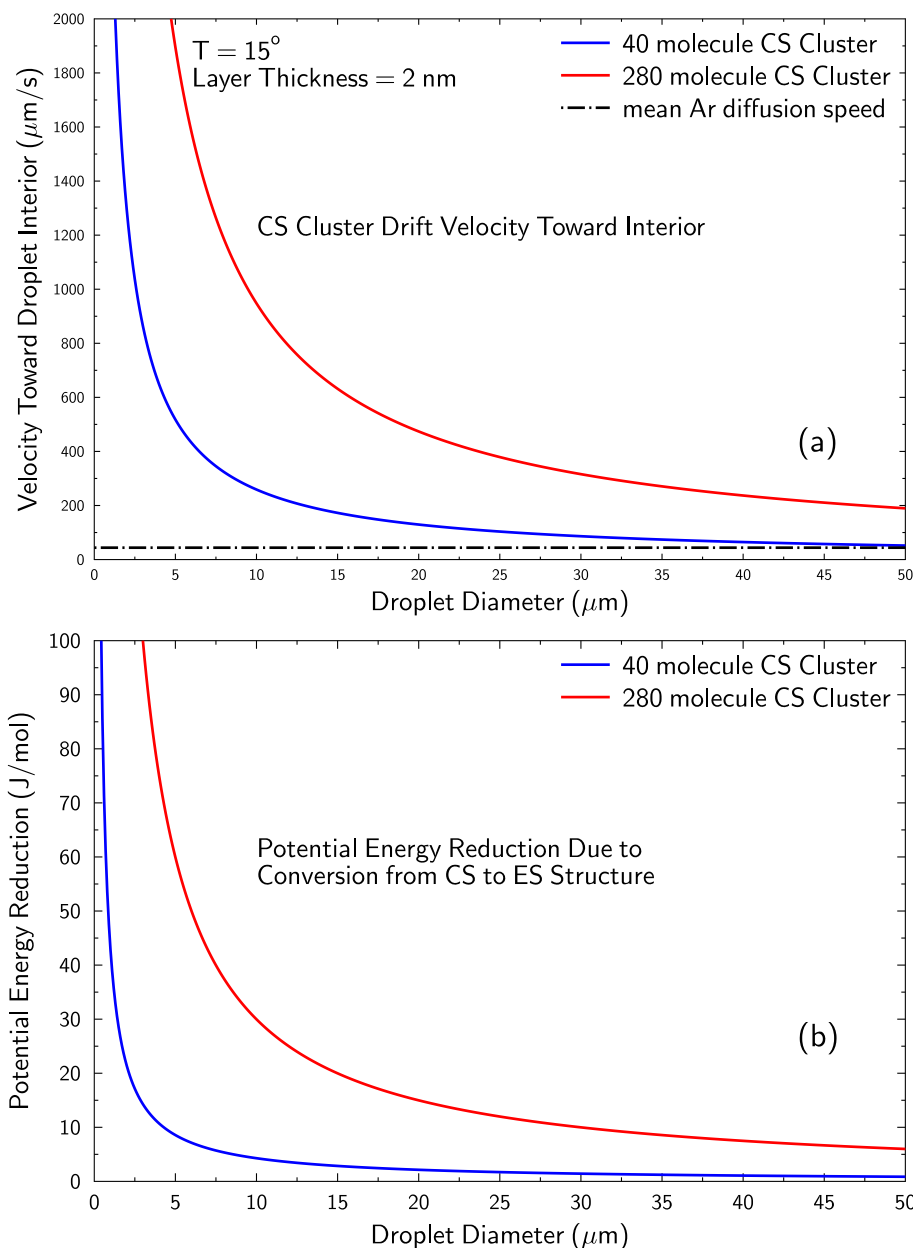 2000
1800
1600
1400
1200
1000
800
600
400
200
0
Velocity Toward Droplet Interior (μm/s)
T = 15°
Layer Thickness = 2 nm
40 molecule CS Cluster
280 molecule CS Cluster
mean Ar diffusion speed
CS Cluster Drift Velocity Toward Interior
(a)
0 5 10 15 20 25 30 35 40 45 50
Droplet Diameter (μm)
100
90
80
70
60
50
40
30
20
10
0
Potential Energy Reduction (J/mol)
40 molecule CS Cluster
280 molecule CS Cluster
Potential Energy Reduction Due to
Conversion from CS to ES Structure
(b)
0 5 10 15 20 25 30 35 40 45 50
Droplet Diameter (μm)